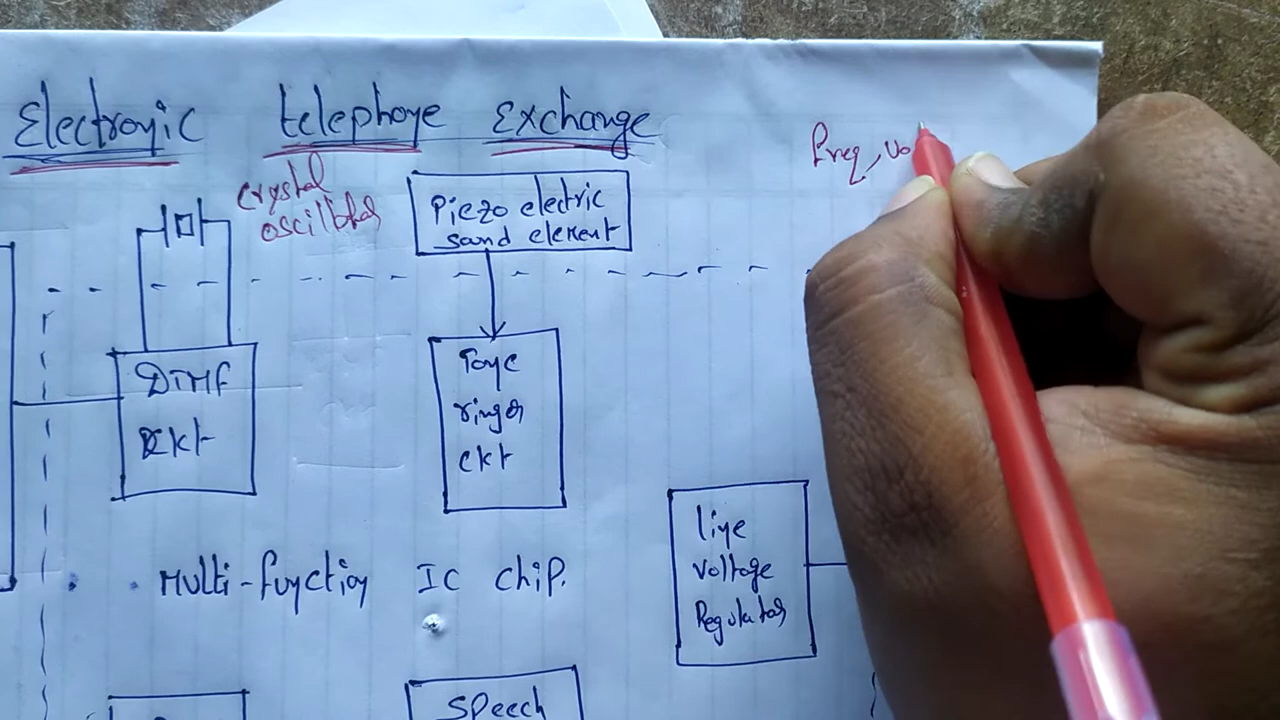 Electronic telephone Exchange
crystal
oscillator
Piezo electric
sound element
Freq, Vo
DTMF
CKt
Tone
ringer
CKt
line
Voltage
Regulator
Multi-function IC chip.
Speech